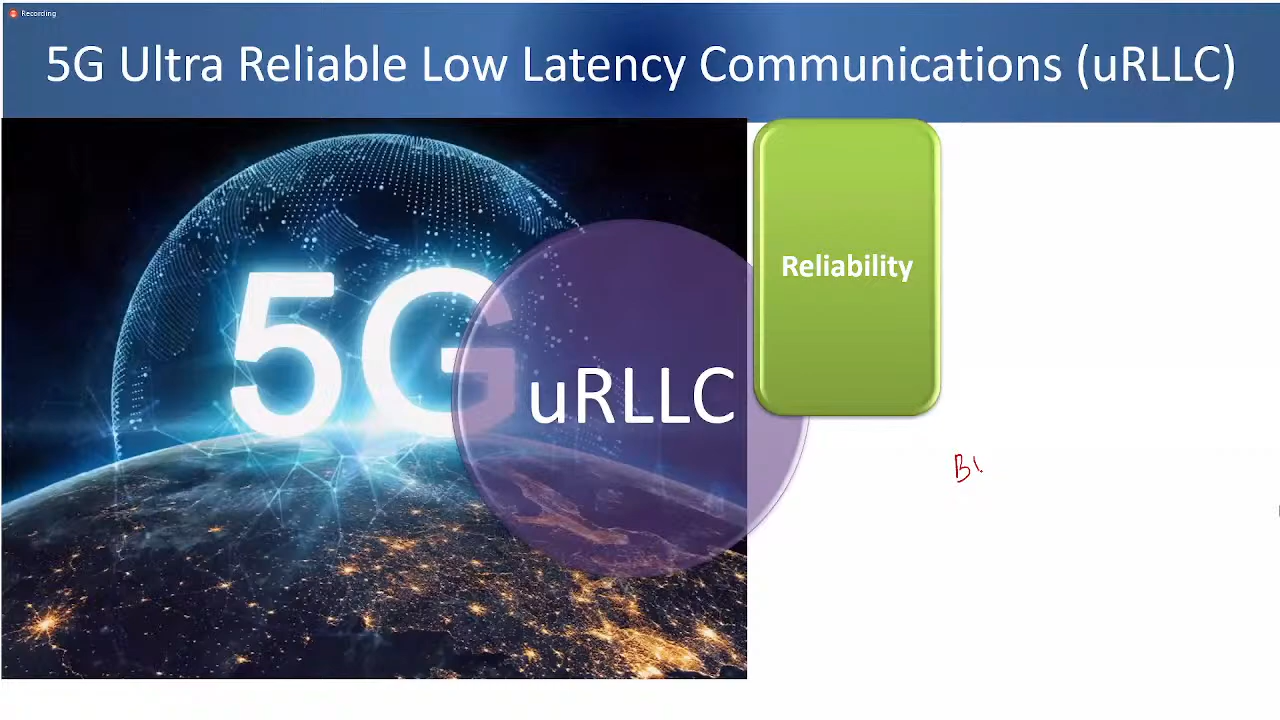 Recording
5G Ultra Reliable Low Latency Communications (uRLLC)
5G
uRLLC
Reliability